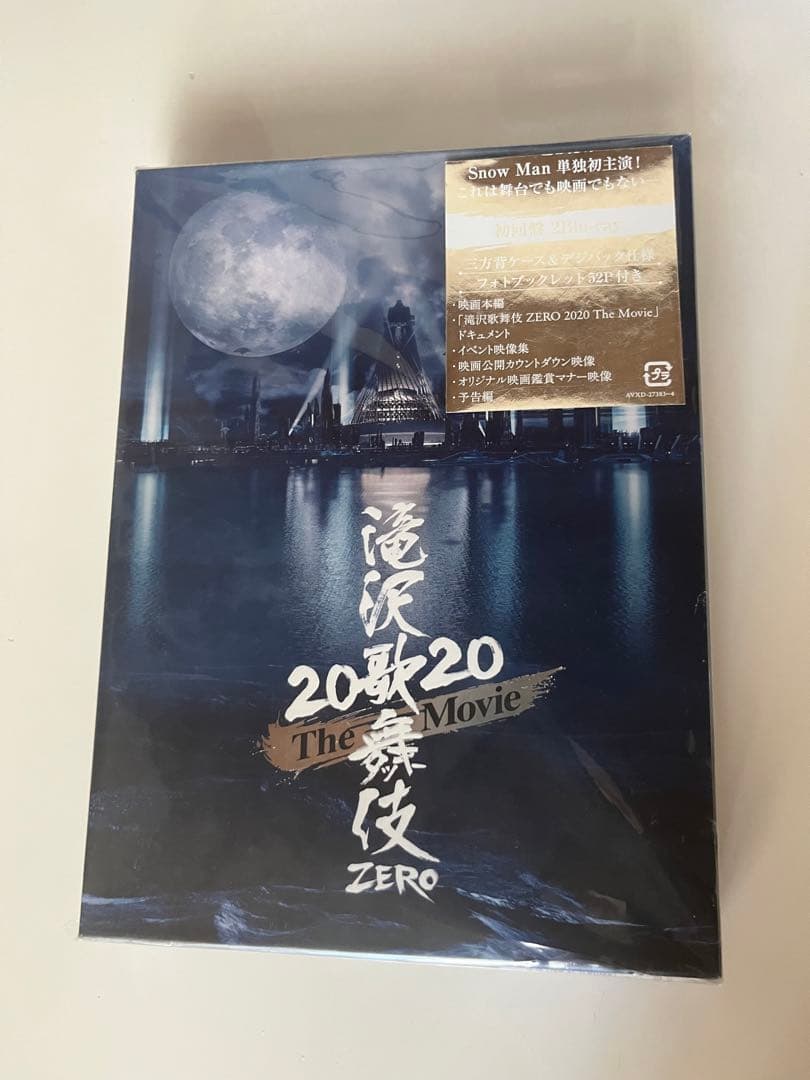 Snow Man 単独初主演！
これは舞台でも映画でもない
初回盤 2Blu-ray
三方背ケース＆デジパック仕様
フォトブックレット52P付き
・映画本編
・「滝沢歌舞伎 ZERO 2020 The Movie」
ドキュメント
・イベント映像集
・映画公開カウントダウン映像
・オリジナル映画鑑賞マナー映像
・予告編
プラ
AVXD-27383~4
滝沢歌舞伎
2020
The Movie
ZERO